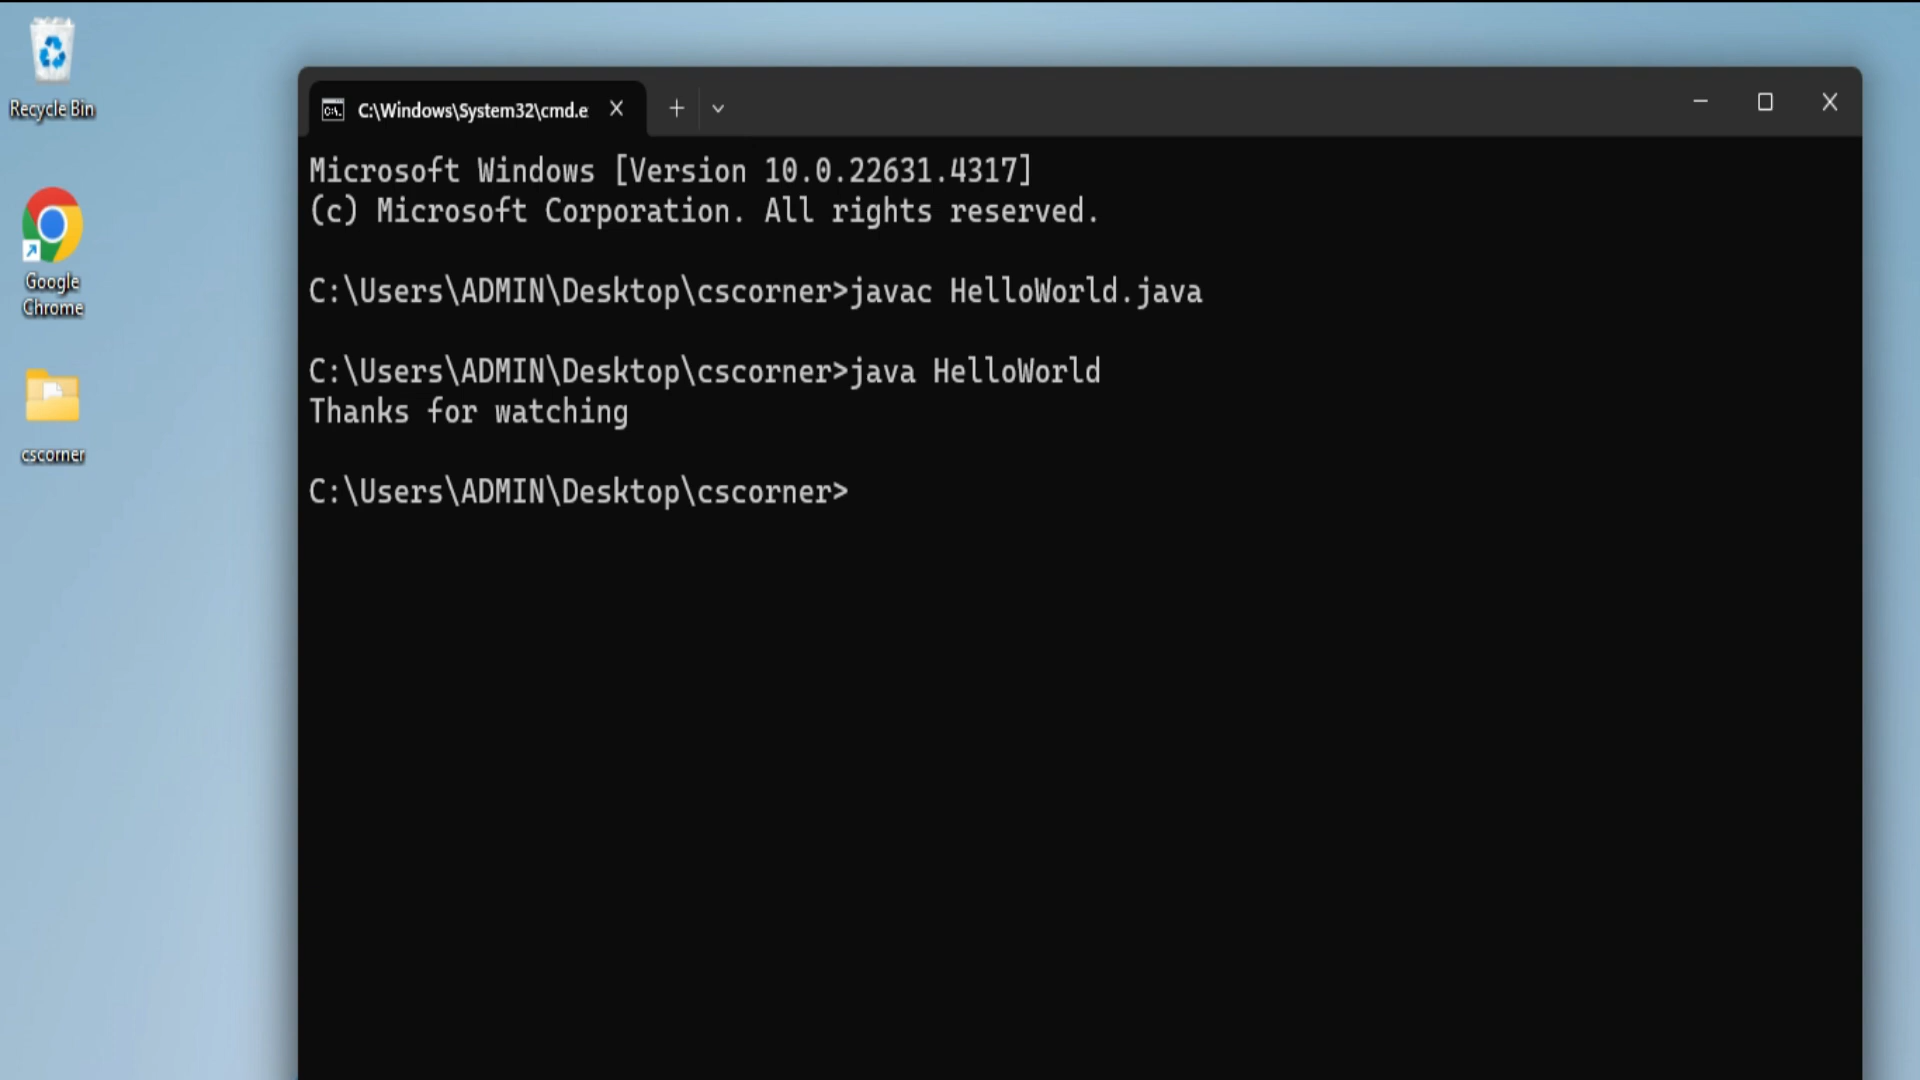 Recycle Bin
Google
Chrome
cscorner
C:\Windows\System32\cmd.e
Microsoft Windows [Version 10.0.22631.4317]
(c) Microsoft Corporation. All rights reserved.
C:\Users\ADMIN\Desktop\cscorner>javac HelloWorld.java
C:\Users\ADMIN\Desktop\cscorner>java HelloWorld
Thanks for watching
C:\Users\ADMIN\Desktop\cscorner>